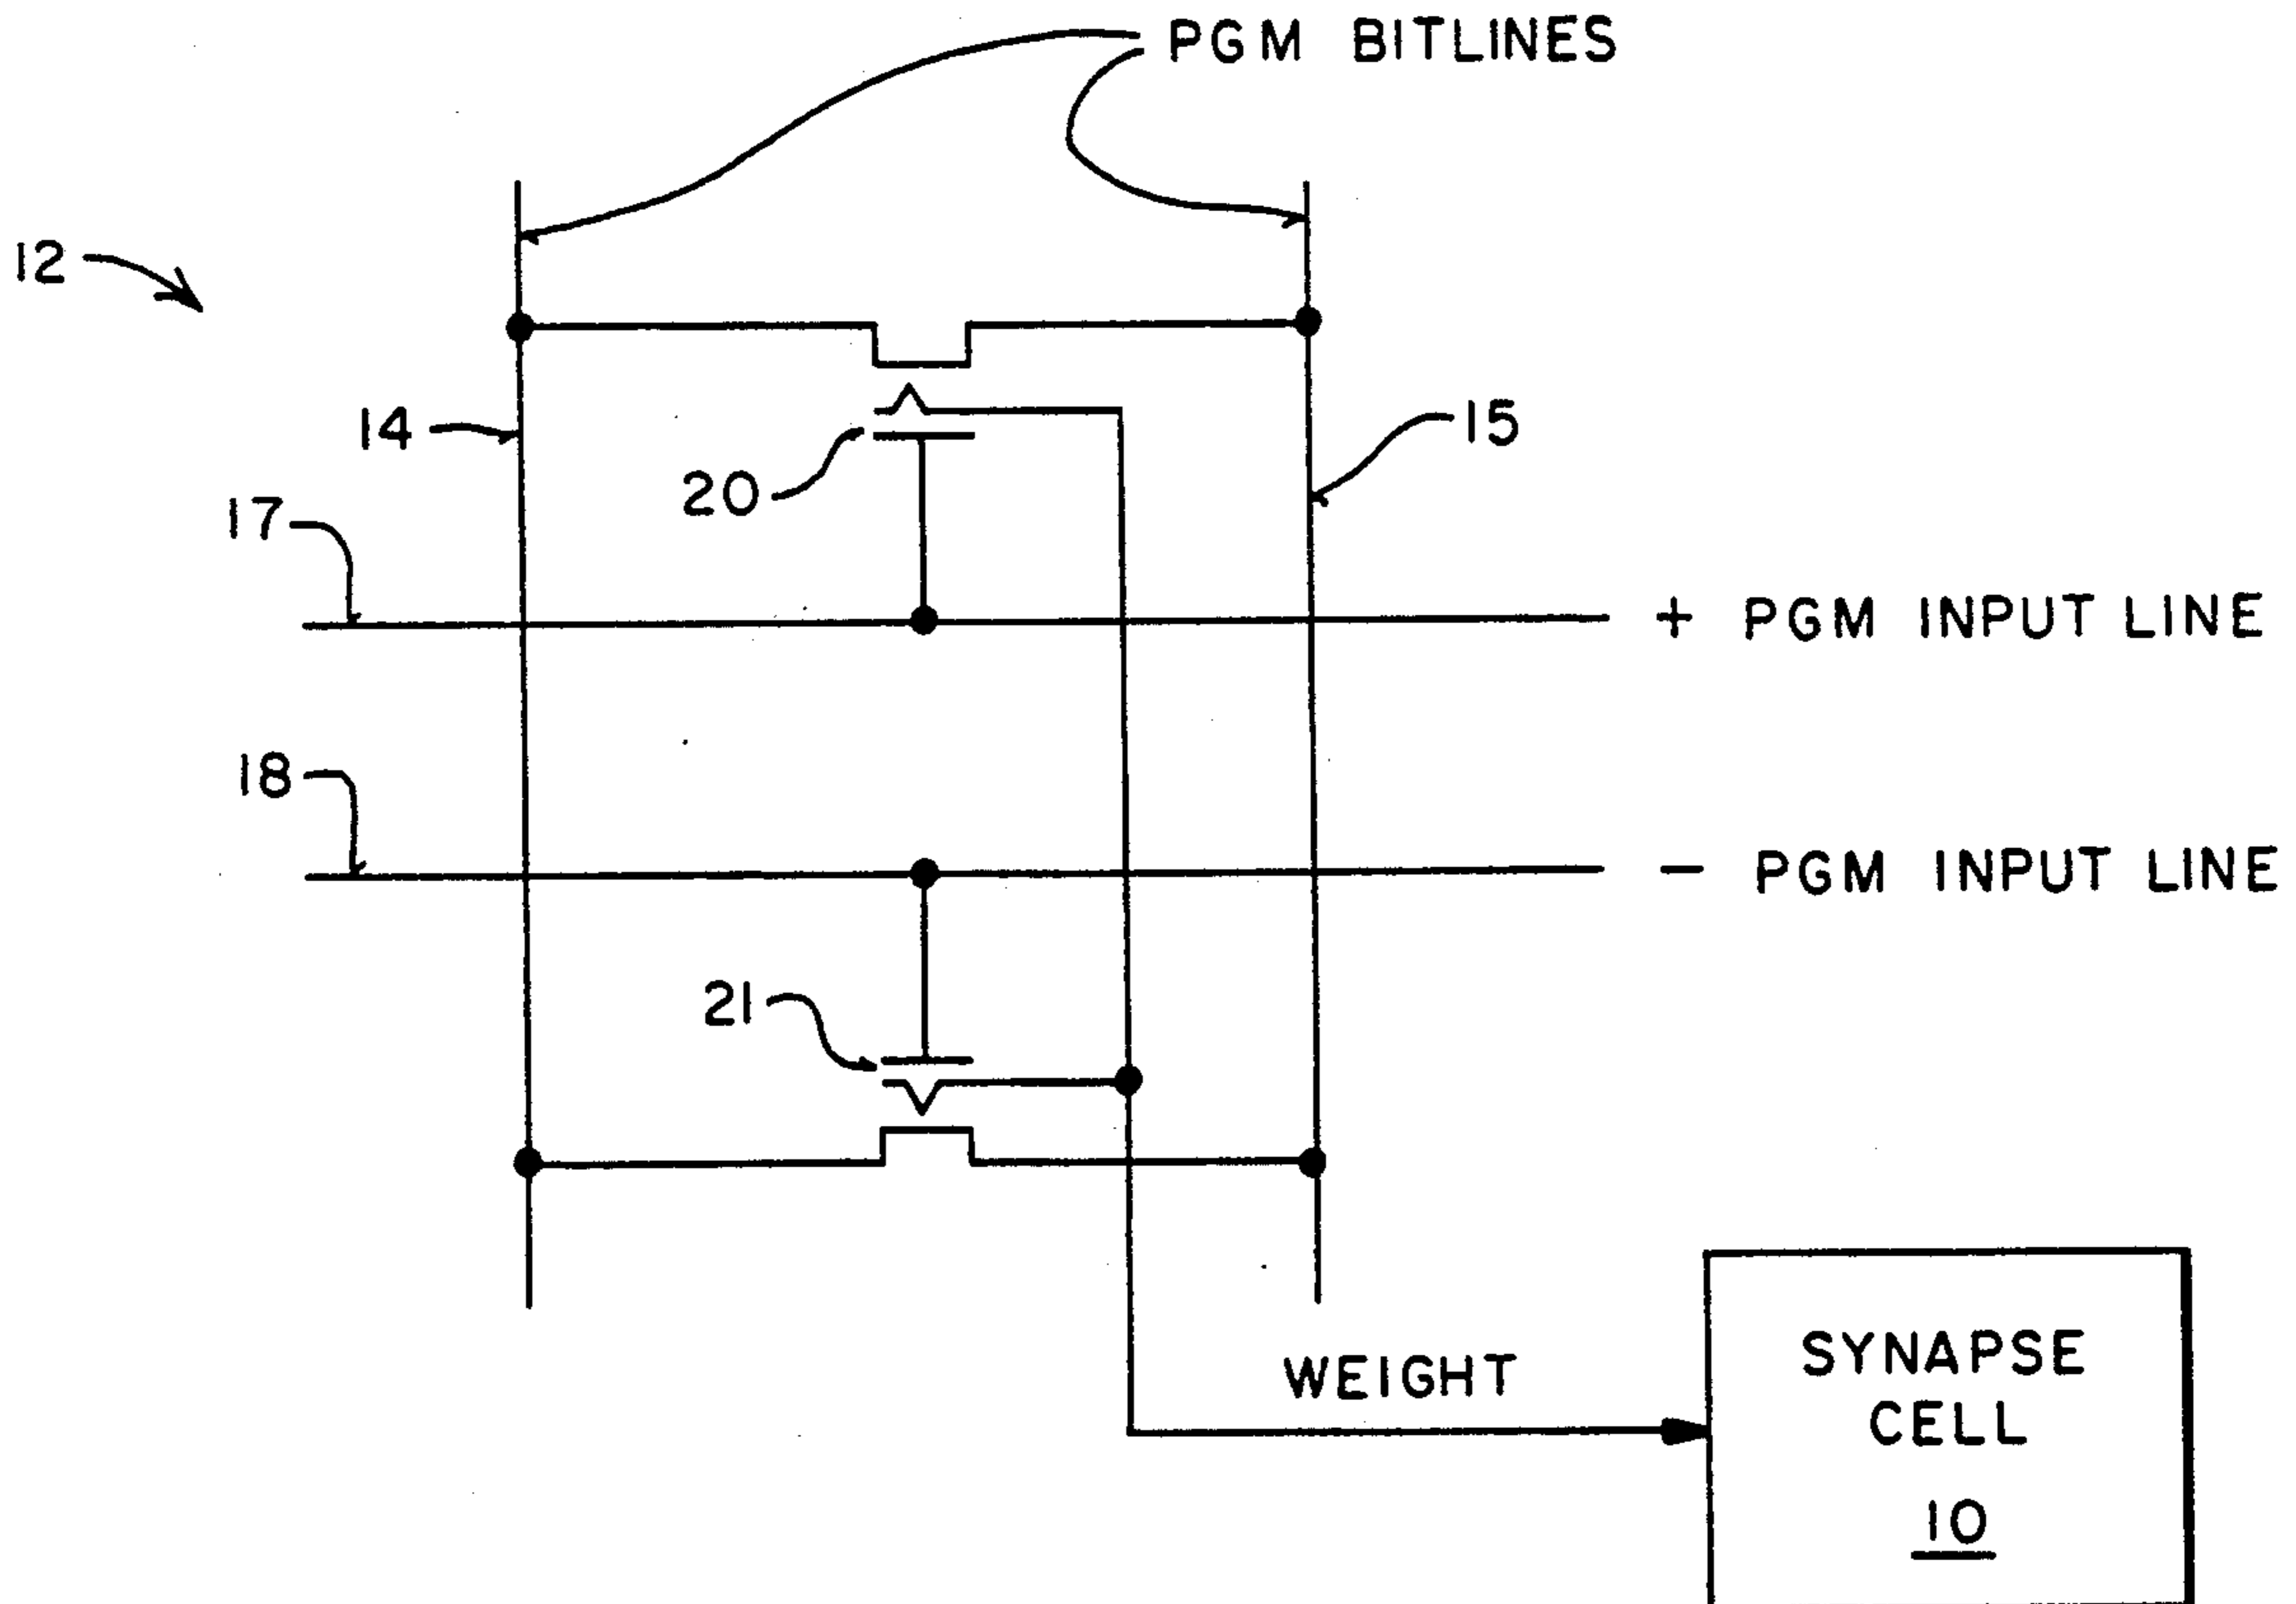 PGM BITLINES
12
14
15
20
17
+ PGM INPUT LINE
18
- PGM INPUT LINE
21
WEIGHT
SYNAPSE
CELL
10